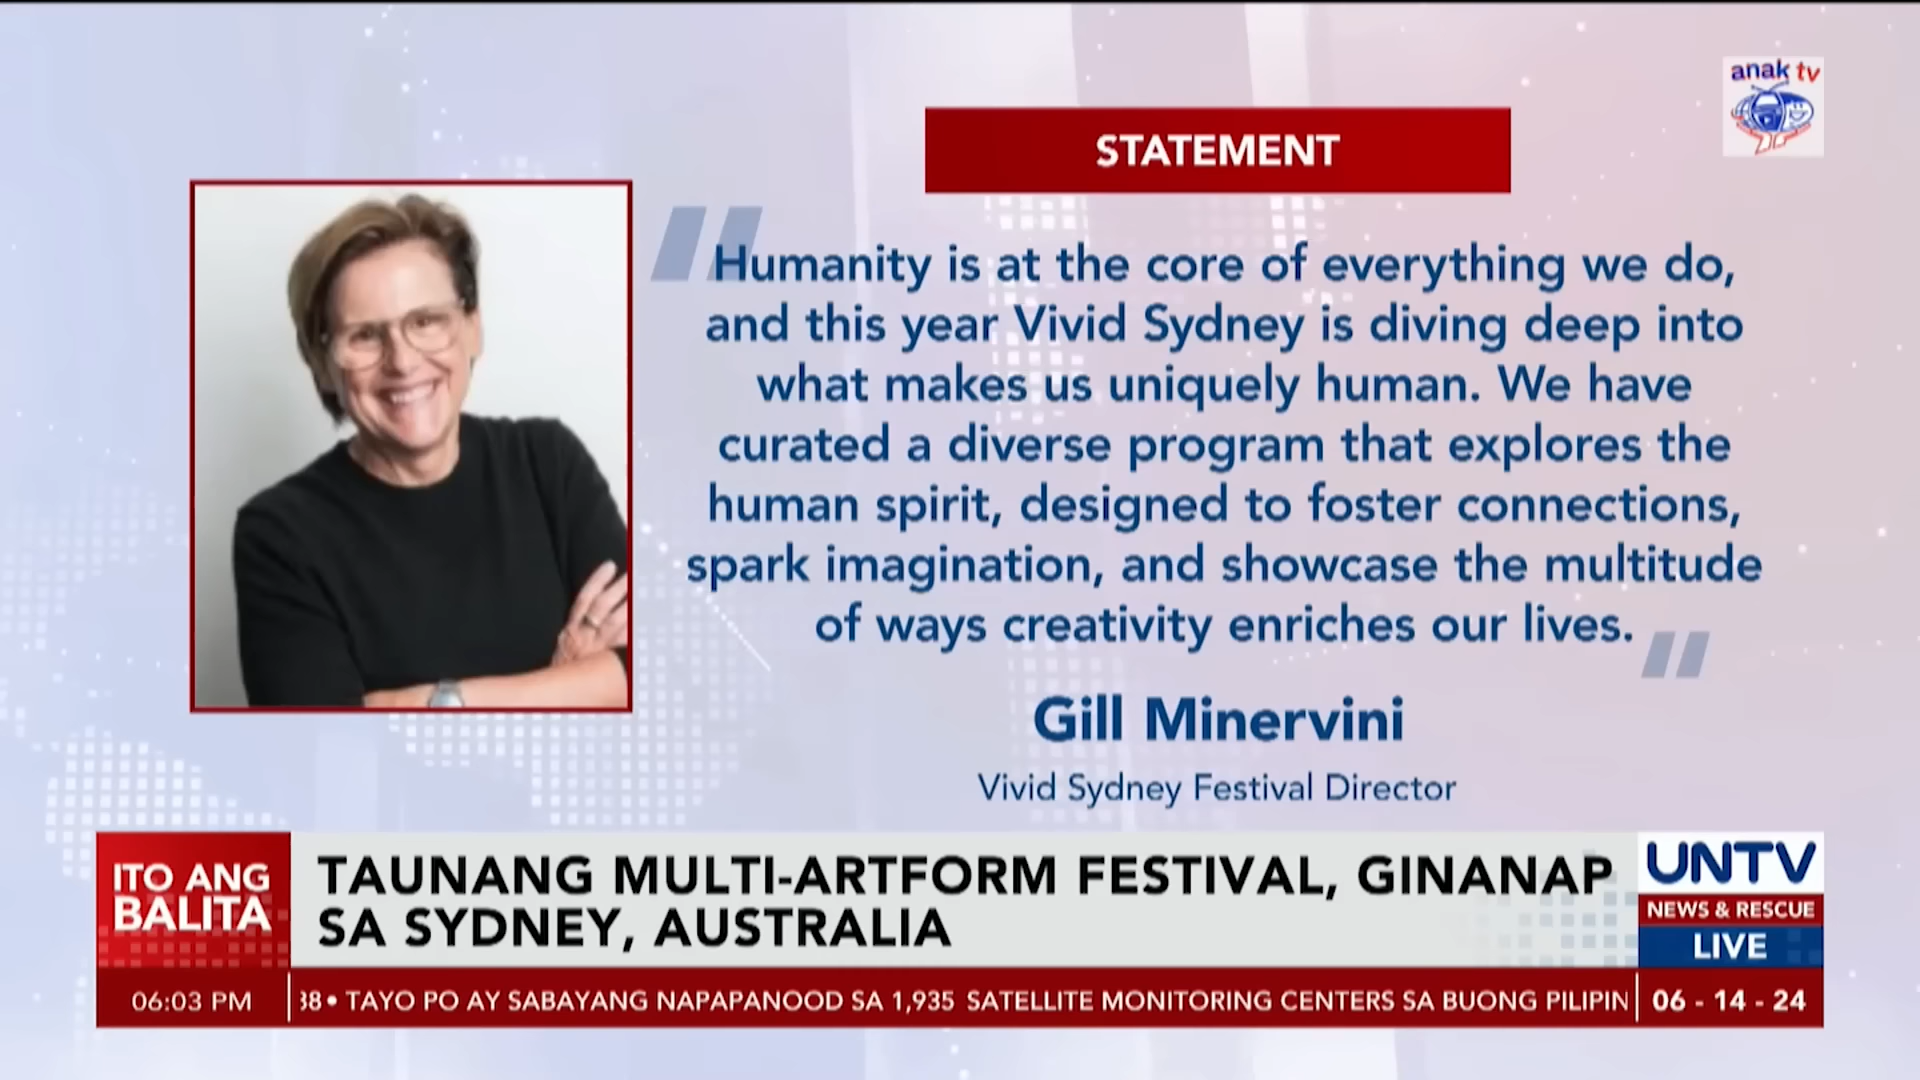 anak tv
STATEMENT
Humanity is at the core of everything we do,
and this year Vivid Sydney is diving deep into
what makes us uniquely human. We have
curated a diverse program that explores the
human spirit, designed to foster connections,
spark imagination, and showcase the multitude
of ways creativity enriches our lives.
Gill Minervini
Vivid Sydney Festival Director
ITO ANG
BALITA
TAUNANG MULTI-ARTFORM FESTIVAL, GINANAP
SA SYDNEY, AUSTRALIA
UNTV
NEWS & RESCUE
LIVE
06:03 PM
38 • TAYO PO AY SABAYANG NAPAPANOOD SA 1,935 SATELLITE MONITORING CENTERS SA BUONG PILIPIN
06 - 14 - 24